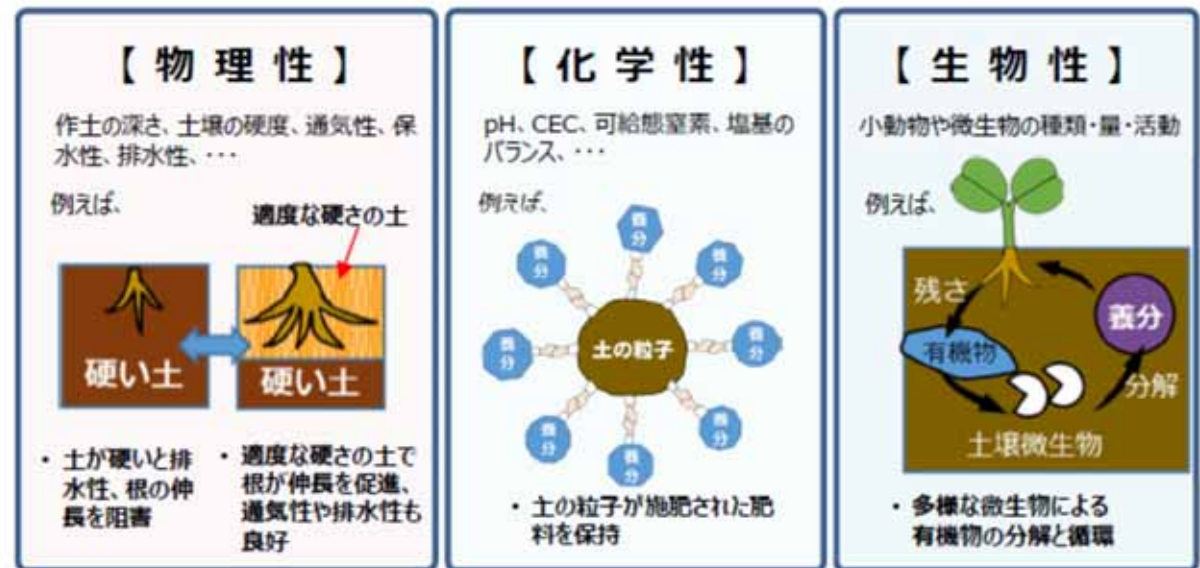 【物理性】
作土の深さ、土壌の硬度、通気性、保
水性、排水性、・・・
例えば、
適度な硬さの土
硬い土
硬い土
・ 土が硬いと排
水性、根の伸
長を阻害
・ 適度な硬さの土で
根が伸長を促進、
通気性や排水性も
良好
【化学性】
pH、CEC、可給態窒素、塩基の
バランス、・・・
例えば、
養分
養分
養分
養分
土の粒子
養分
養分
養分
養分
・ 土の粒子が施肥された肥
料を保持
【生物性】
小動物や微生物の種類・量・活動
例えば、
残さ
養分
有機物
分解
土壌微生物
・ 多様な微生物による
有機物の分解と循環